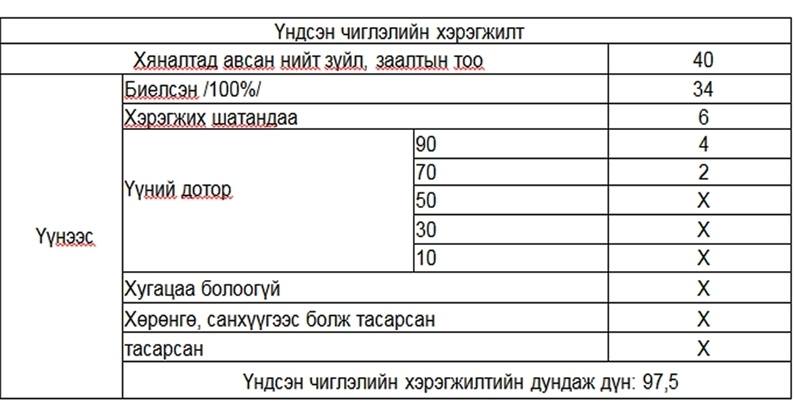 Үндсэн чиглэлийн хэрэгжилт
Хяналтад авсан нийт зүйл, заалтын тоо 40
Үүнээс
Биелсэн /100%/ 34
Хэрэгжих шатандаа 6
Үүний дотор
90 4
70 2
50 X
30 X
10 X
Хугацаа болоогүй X
Хөрөнгө, санхүүгээс болж тасарсан X
тасарсан X
Үндсэн чиглэлийн хэрэгжилтийн дундаж дүн: 97,5